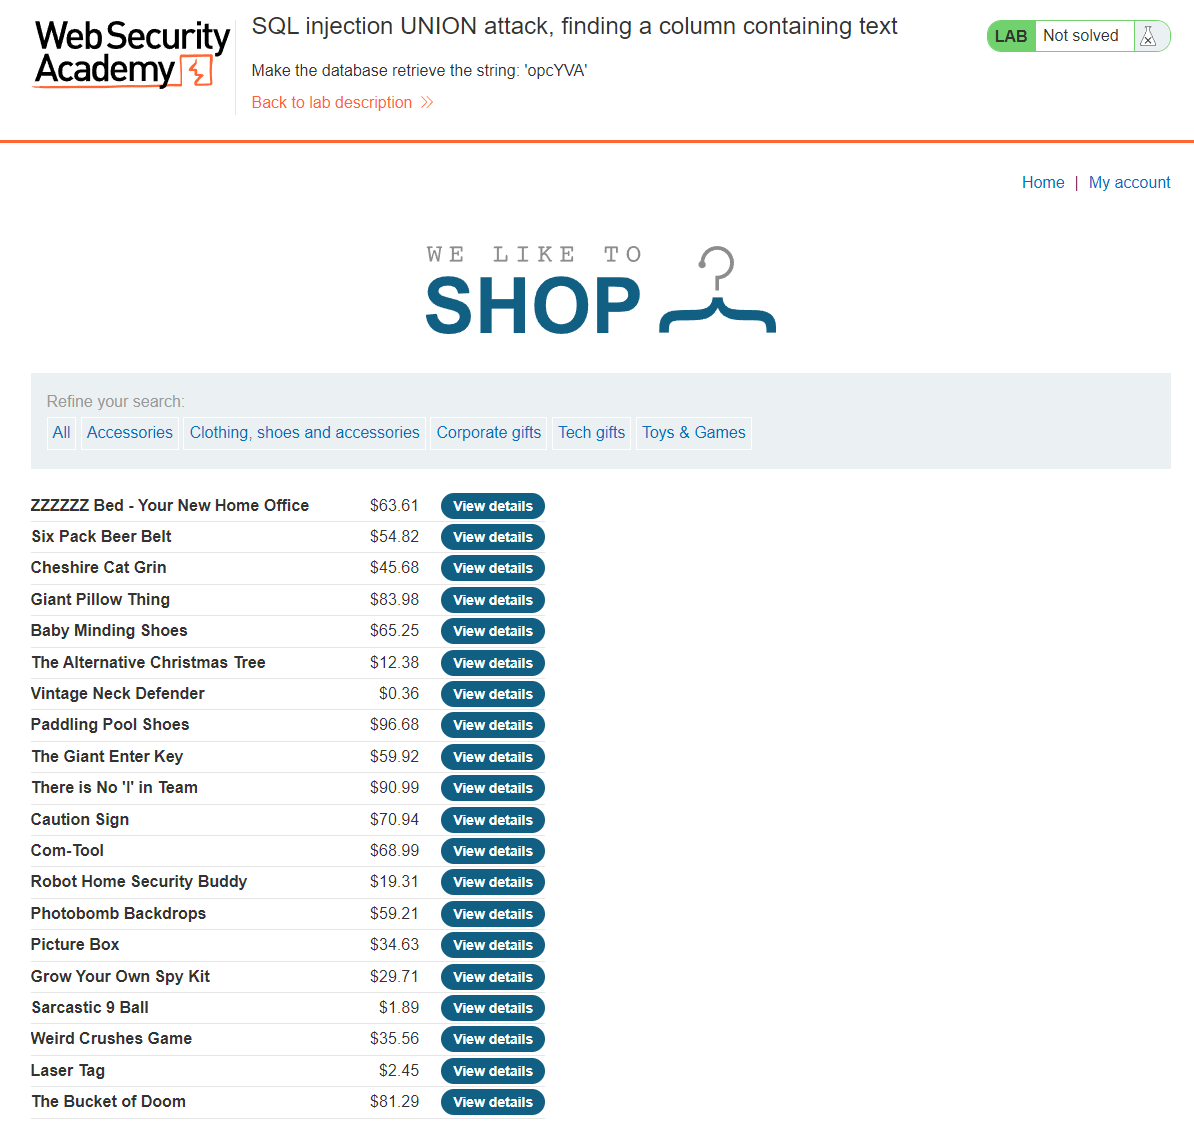 Web Security
Academy
SQL injection UNION attack, finding a column containing text
Make the database retrieve the string: 'opcYVA'
Back to lab description
LAB Not solved
Home | My account
WE LIKE TO
SHOP
Refine your search:
All Accessories Clothing, shoes and accessories Corporate gifts Tech gifts Toys & Games
ZZZZZZ Bed - Your New Home Office $63.61 View details
Six Pack Beer Belt $54.82 View details
Cheshire Cat Grin $45.68 View details
Giant Pillow Thing $83.98 View details
Baby Minding Shoes $65.25 View details
The Alternative Christmas Tree $12.38 View details
Vintage Neck Defender $0.36 View details
Paddling Pool Shoes $96.68 View details
The Giant Enter Key $59.92 View details
There is No 'I' in Team $90.99 View details
Caution Sign $70.94 View details
Com-Tool $68.99 View details
Robot Home Security Buddy $19.31 View details
Photobomb Backdrops $59.21 View details
Picture Box $34.63 View details
Grow Your Own Spy Kit $29.71 View details
Sarcastic 9 Ball $1.89 View details
Weird Crushes Game $35.56 View details
Laser Tag $2.45 View details
The Bucket of Doom $81.29 View details